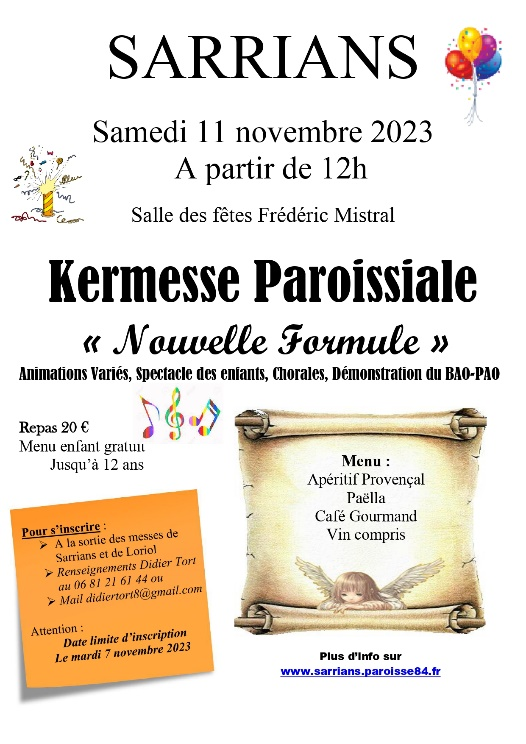 SARRIANS
Samedi 11 novembre 2023
A partir de 12h
Salle des fêtes Frédéric Mistral
Kermesse Paroissiale
« Nouvelle Formule »
Animations Variés, Spectacle des enfants, Chorales, Démonstration du BAO-PAO
Repas 20 €
Menu enfant gratuit
Jusqu'à 12 ans
Menu :
Apéritif Provençal
Paëlla
Café Gourmand
Vin compris
Pour s'inscrire :
➢ A la sortie des messes de
Sarrians et de Loriol
➢ Renseignements Didier Tort
au 06 81 21 61 44 ou
➢ Mail didiertort8@gmail.com
Attention :
Date limite d'inscription
Le mardi 7 novembre 2023
Plus d'Info sur
www.sarrians.paroisse84.fr